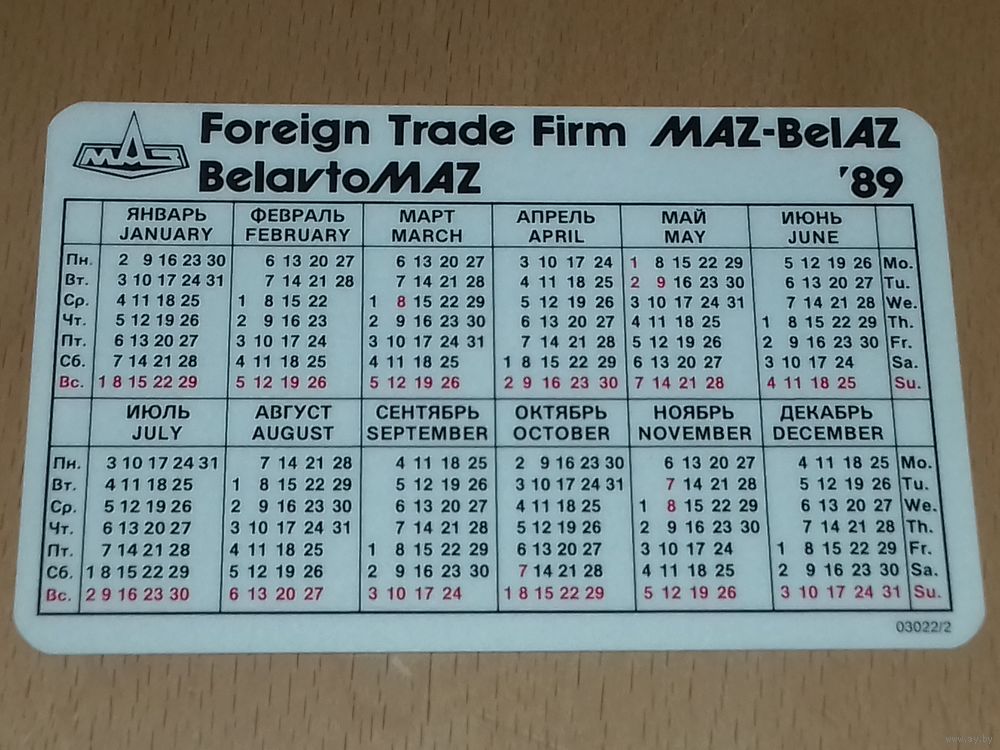 МАЗ
Foreign Trade Firm MAZ-BelAZ
BelavtoMAZ '89
ЯНВАРЬ ФЕВРАЛЬ МАРТ АПРЕЛЬ МАЙ ИЮНЬ
JANUARY FEBRUARY MARCH APRIL MAY JUNE
Пн. 2 9 16 23 30 6 13 20 27 6 13 20 27 3 10 17 24 1 8 15 22 29 5 12 19 26 Mo.
Вт. 3 10 17 24 31 7 14 21 28 7 14 21 28 4 11 18 25 2 9 16 23 30 6 13 20 27 Tu.
Ср. 4 11 18 25 1 8 15 22 1 8 15 22 29 5 12 19 26 3 10 17 24 31 7 14 21 28 We.
Чт. 5 12 19 26 2 9 16 23 2 9 16 23 30 6 13 20 27 4 11 18 25 1 8 15 22 29 Th.
Пт. 6 13 20 27 3 10 17 24 3 10 17 24 31 7 14 21 28 5 12 19 26 2 9 16 23 30 Fr.
Сб. 7 14 21 28 4 11 18 25 4 11 18 25 1 8 15 22 29 6 13 20 27 3 10 17 24 Sa.
Вс. 1 8 15 22 29 5 12 19 26 5 12 19 26 2 9 16 23 30 7 14 21 28 4 11 18 25 Su.
ИЮЛЬ АВГУСТ СЕНТЯБРЬ ОКТЯБРЬ НОЯБРЬ ДЕКАБРЬ
JULY AUGUST SEPTEMBER OCTOBER NOVEMBER DECEMBER
Пн. 3 10 17 24 31 7 14 21 28 4 11 18 25 2 9 16 23 30 6 13 20 27 4 11 18 25 Mo.
Вт. 4 11 18 25 1 8 15 22 29 5 12 19 26 3 10 17 24 31 7 14 21 28 5 12 19 26 Tu.
Ср. 5 12 19 26 2 9 16 23 30 6 13 20 27 4 11 18 25 1 8 15 22 29 6 13 20 27 We.
Чт. 6 13 20 27 3 10 17 24 31 7 14 21 28 5 12 19 26 2 9 16 23 30 7 14 21 28 Th.
Пт. 7 14 21 28 4 11 18 25 1 8 15 22 29 6 13 20 27 3 10 17 24 1 8 15 22 29 Fr.
Сб. 1 8 15 22 29 5 12 19 26 2 9 16 23 30 7 14 21 28 4 11 18 25 2 9 16 23 30 Sa.
Вс. 2 9 16 23 30 6 13 20 27 3 10 17 24 1 8 15 22 29 5 12 19 26 3 10 17 24 31 Su.
03022/2
www.ay.by